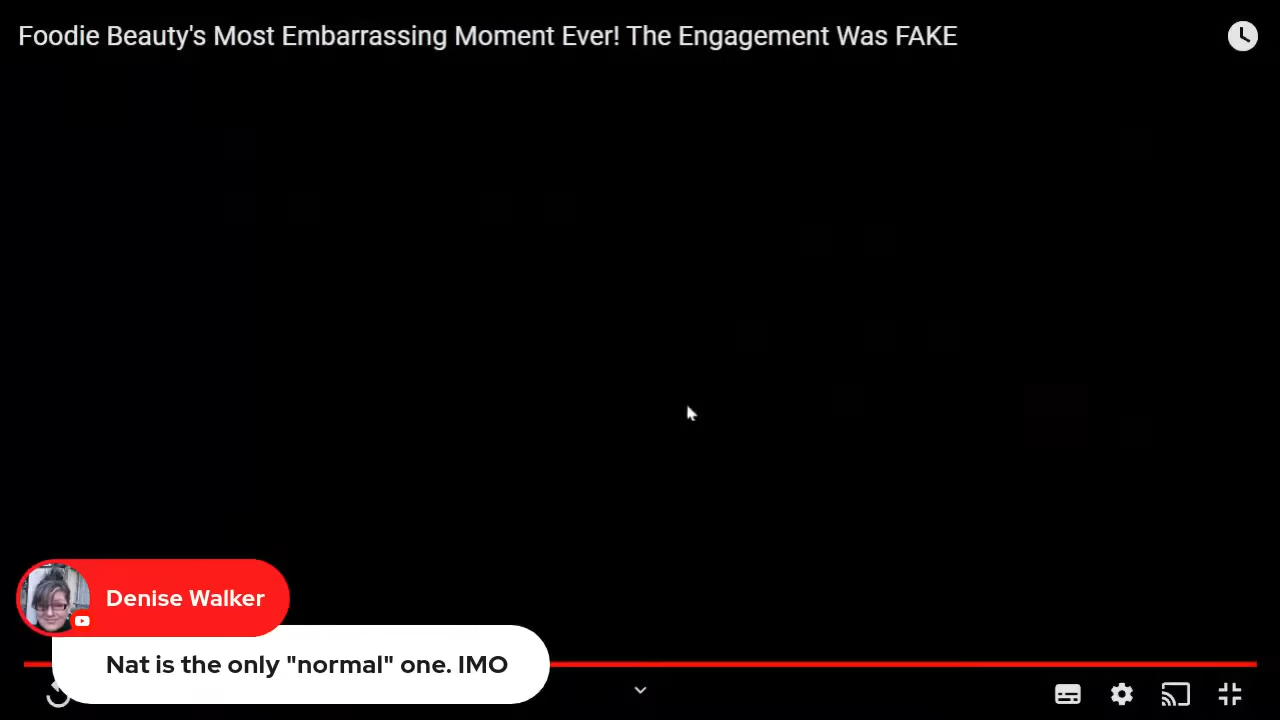 Foodie Beauty's Most Embarrassing Moment Ever! The Engagement Was FAKE
Denise Walker
Nat is the only "normal" one. IMO